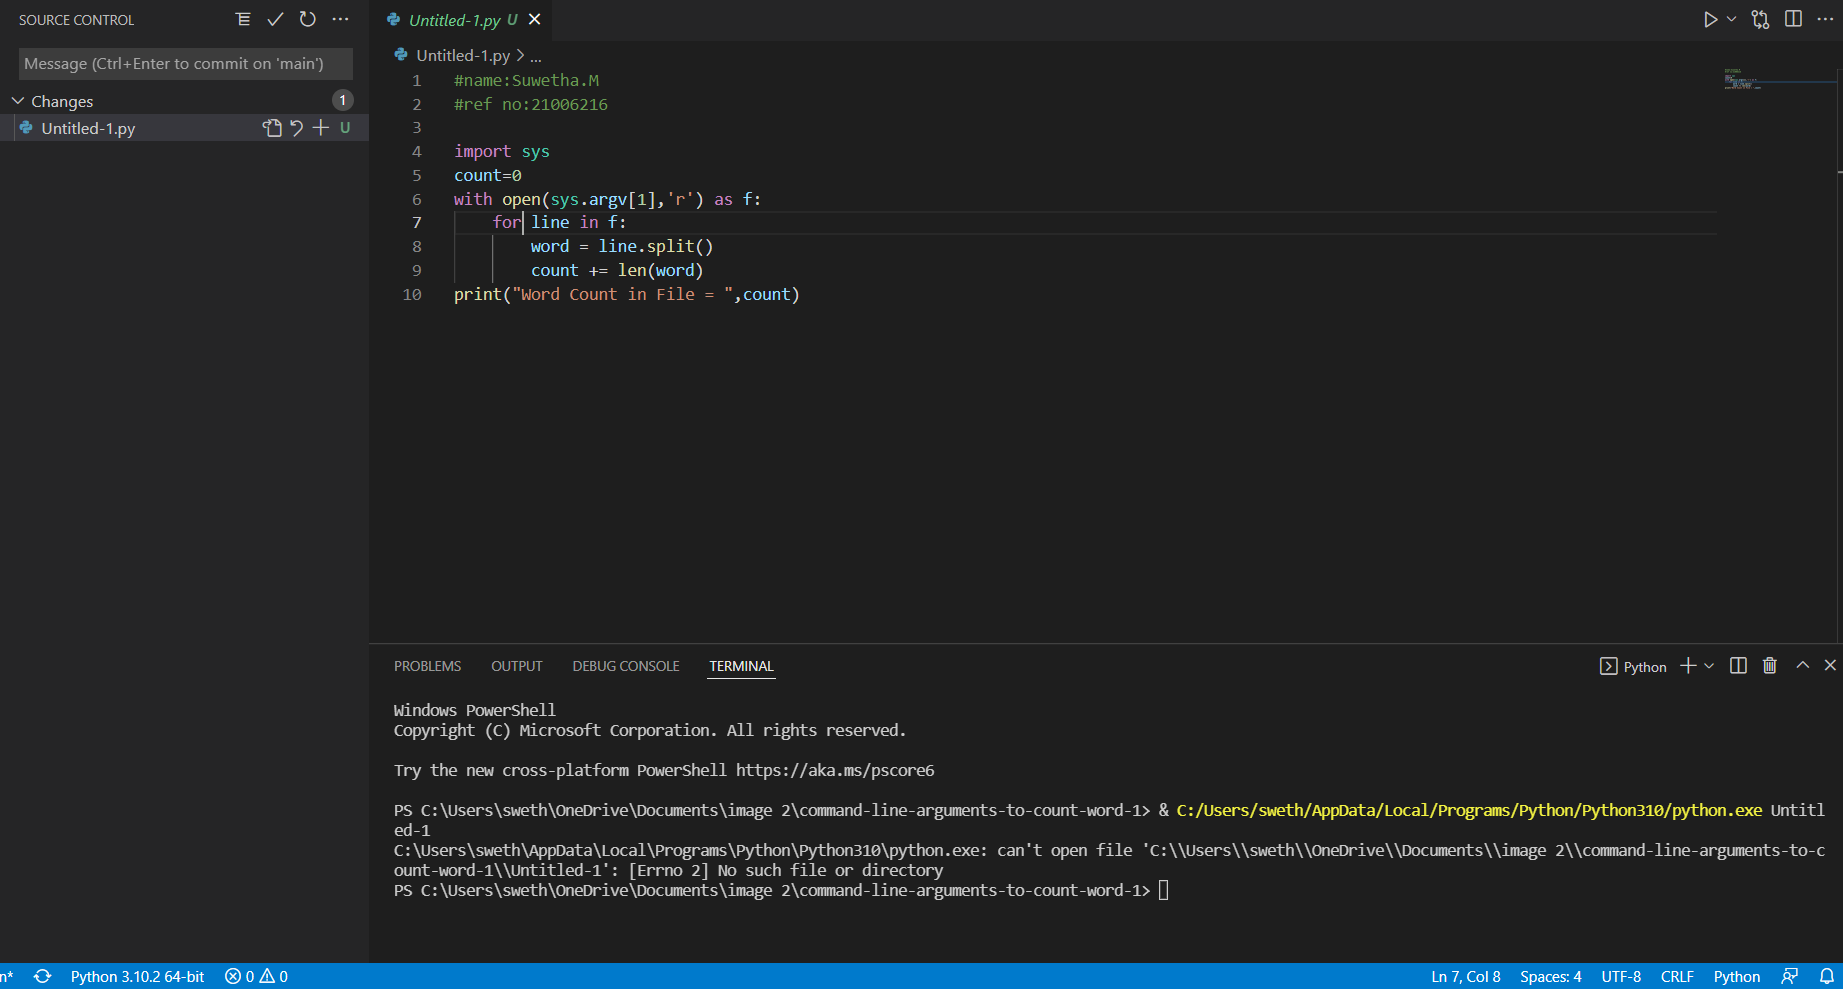 SOURCE CONTROL
Message (Ctrl+Enter to commit on 'main')
Changes 1
Untitled-1.py U
Untitled-1.py U
Untitled-1.py > ...
1 #name:Suwetha.M
2 #ref no:21006216
3
4 import sys
5 count=0
6 with open(sys.argv[1],'r') as f:
7 for line in f:
8 word = line.split()
9 count += len(word)
10 print("Word Count in File = ",count)
PROBLEMS OUTPUT DEBUG CONSOLE TERMINAL Python
Windows PowerShell
Copyright (C) Microsoft Corporation. All rights reserved.
Try the new cross-platform PowerShell https://aka.ms/pscore6
PS C:\Users\sweth\OneDrive\Documents\image 2\command-line-arguments-to-count-word-1> & C:/Users/sweth/AppData/Local/Programs/Python/Python310/python.exe Untitl
ed-1
C:\Users\sweth\AppData\Local\Programs\Python\Python310\python.exe: can't open file 'C:\\Users\\sweth\\OneDrive\\Documents\\image 2\\command-line-arguments-to-c
ount-word-1\\Untitled-1': [Errno 2] No such file or directory
PS C:\Users\sweth\OneDrive\Documents\image 2\command-line-arguments-to-count-word-1>
n* Python 3.10.2 64-bit 0 0 Ln 7, Col 8 Spaces: 4 UTF-8 CRLF Python